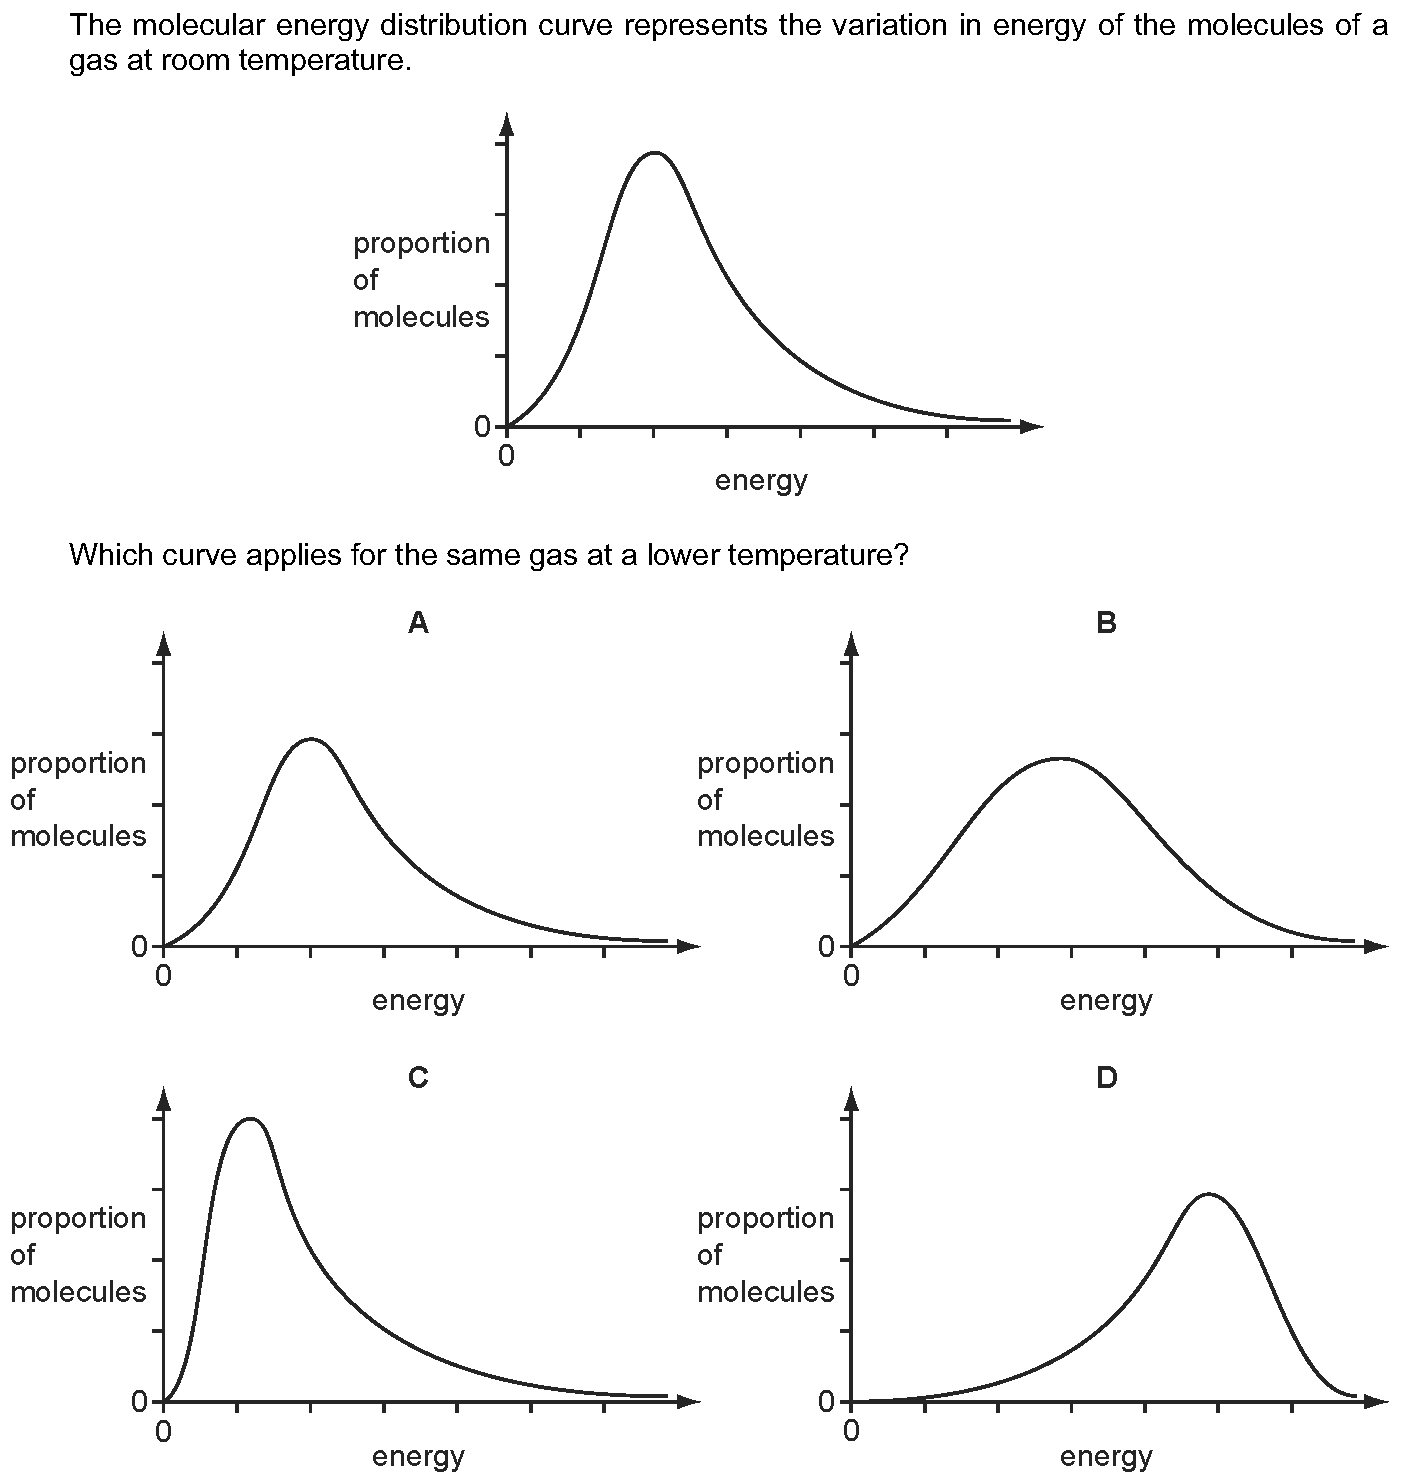 The molecular energy distribution curve represents the variation in energy of the molecules of a
gas at room temperature.
proportion
of
molecules
0
0
energy
Which curve applies for the same gas at a lower temperature?
A
proportion
of
molecules
0
0
energy
B
proportion
of
molecules
0
0
energy
C
proportion
of
molecules
0
0
energy
D
proportion
of
molecules
0
0
energy